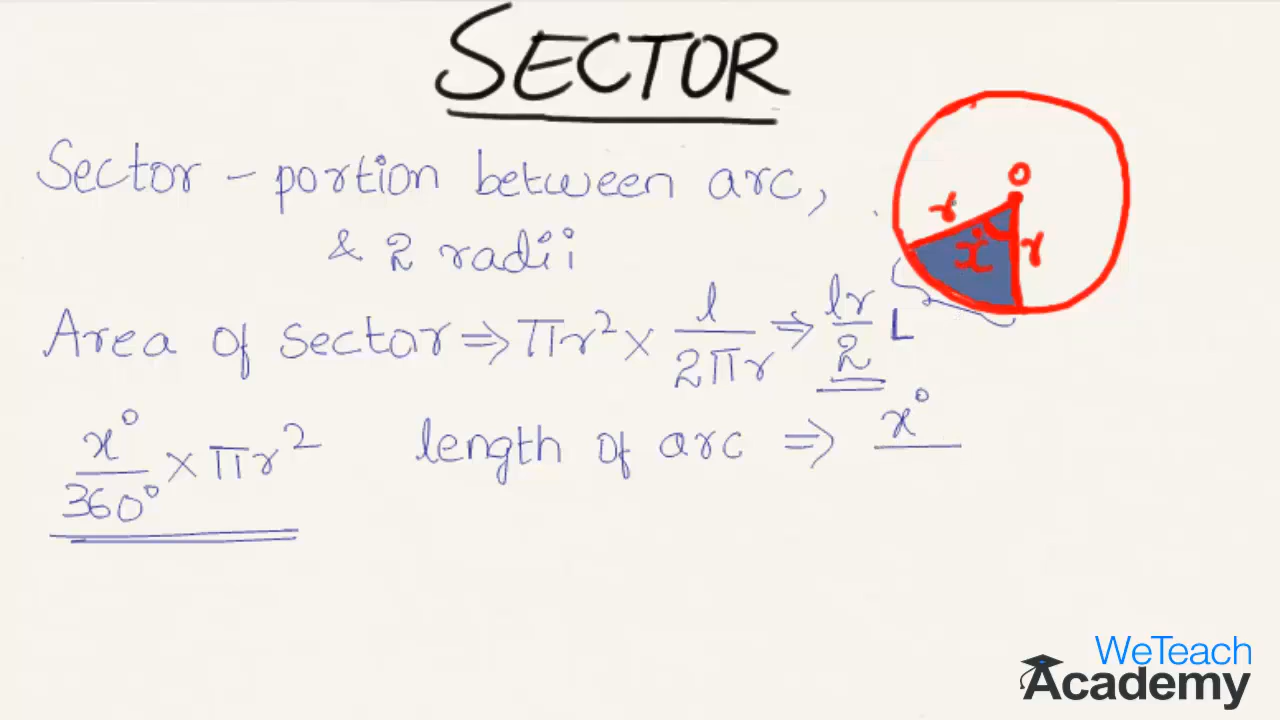 SECTOR
Sector - portion between arc,
& 2 radii
O
r
x°
r
Area of sector ⇒ πr² × l/2πr ⇒ lr/2
L
x°/360° × πr²
length of arc ⇒ x°/
WeTeach
Academy